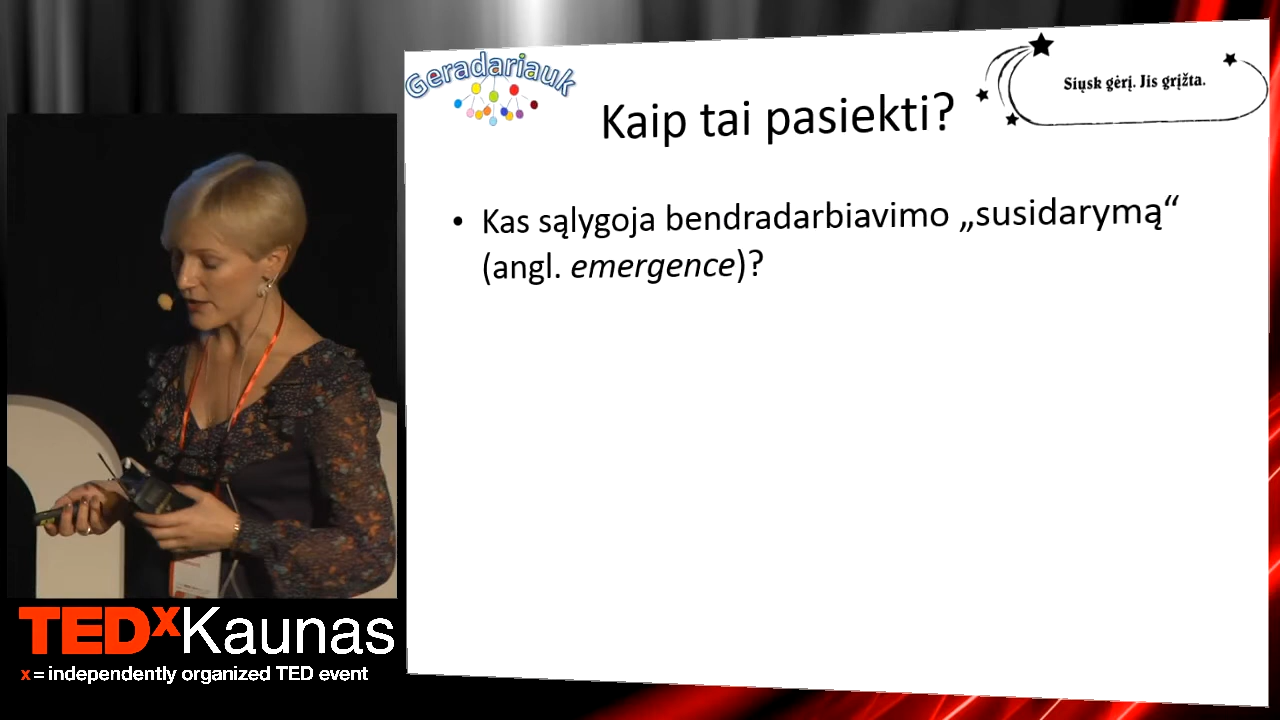 Geradariauk
Siųsk gėrį. Jis grįžta.
Kaip tai pasiekti?
• Kas sąlygoja bendradarbiavimo „susidarymą“
(angl. emergence)?
TEDxKaunas
x = independently organized TED event